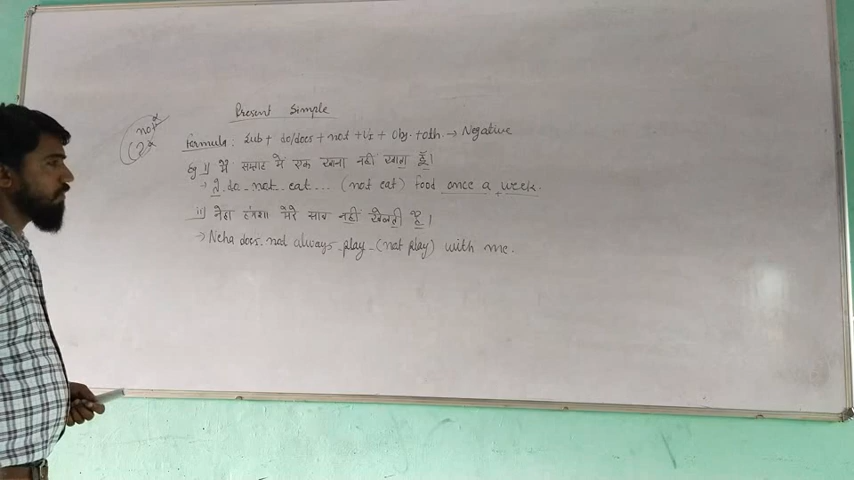 Present Simple
not
Formula: Sub + do/does + not + V1 + Obj. + Oth. → Negative
Eg i) मैं सप्ताह में एक खाना नहीं खाता हूँ।
→ I do not eat (not eat) food once a week.
ii) नेहा हमेशा मेरे साथ नहीं खेलती है।
→ Neha does not always play (not play) with me.